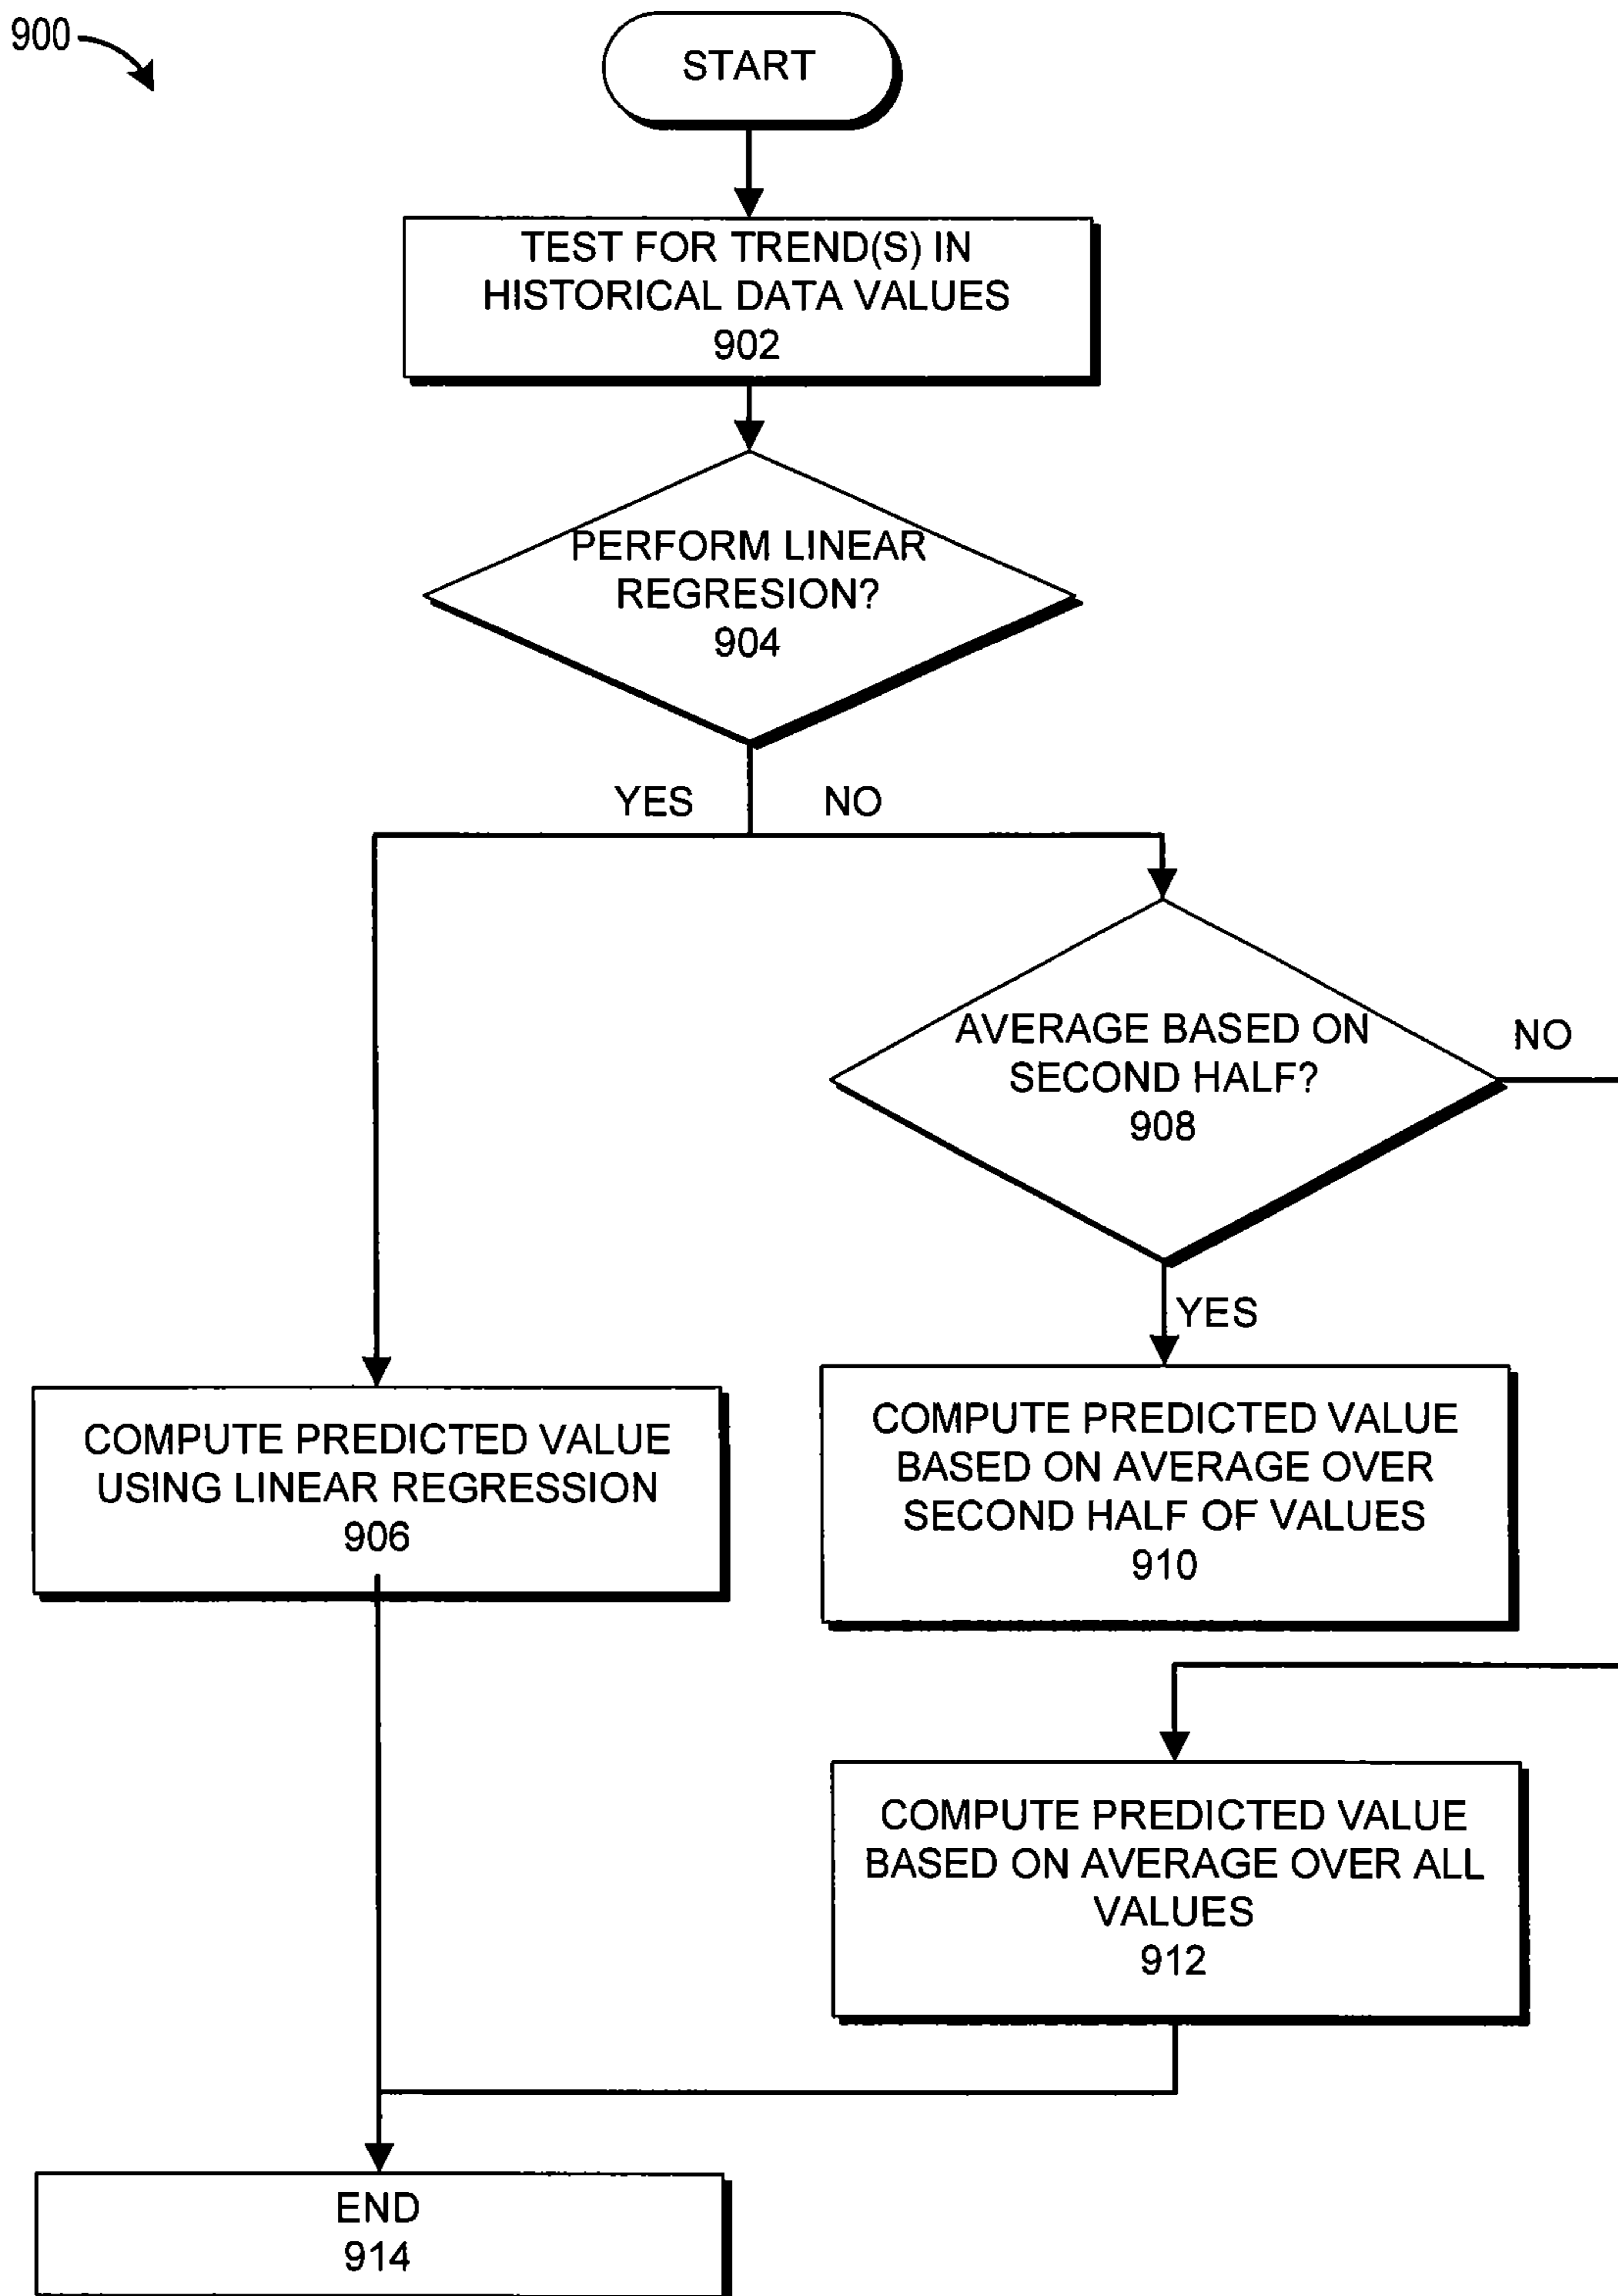 900
START
TEST FOR TREND(S) IN
HISTORICAL DATA VALUES
902
PERFORM LINEAR
REGRESION?
904
YES
NO
AVERAGE BASED ON
SECOND HALF?
908
NO
YES
COMPUTE PREDICTED VALUE
USING LINEAR REGRESSION
906
COMPUTE PREDICTED VALUE
BASED ON AVERAGE OVER
SECOND HALF OF VALUES
910
COMPUTE PREDICTED VALUE
BASED ON AVERAGE OVER ALL
VALUES
912
END
914